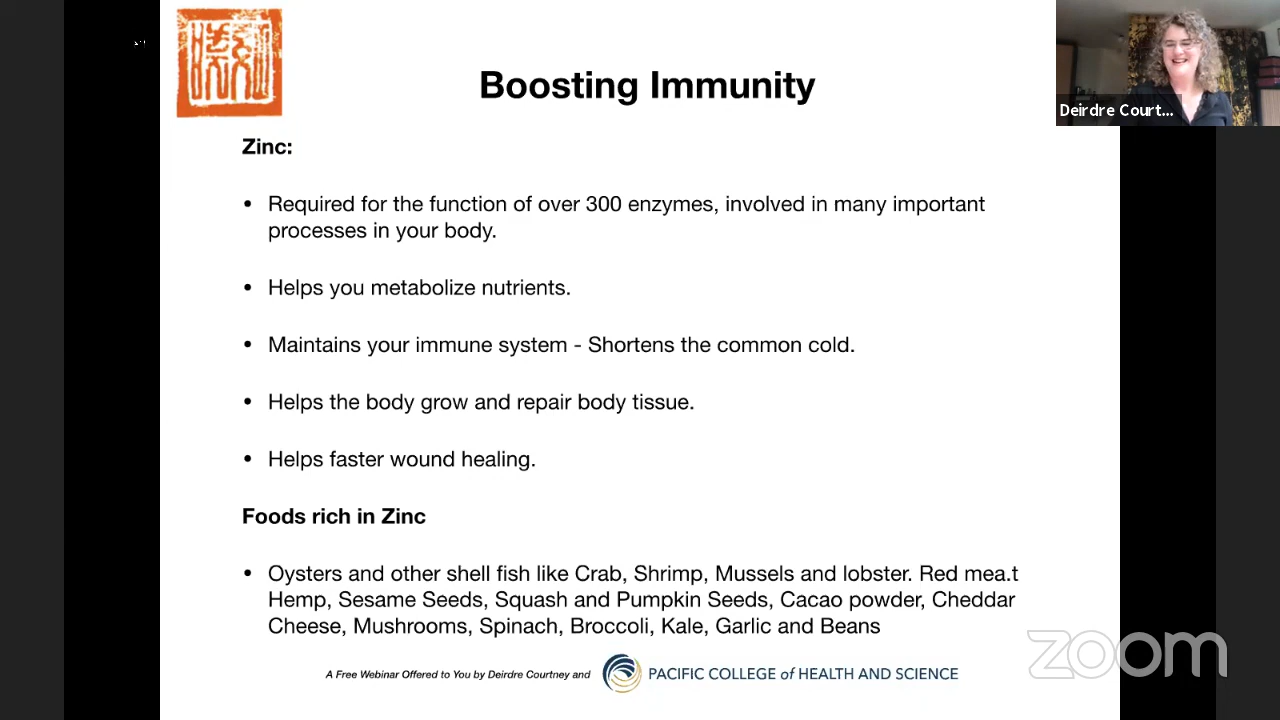 Boosting Immunity
Deirdre Court...
Zinc:
• Required for the function of over 300 enzymes, involved in many important
processes in your body.
• Helps you metabolize nutrients.
• Maintains your immune system - Shortens the common cold.
• Helps the body grow and repair body tissue.
• Helps faster wound healing.
Foods rich in Zinc
• Oysters and other shell fish like Crab, Shrimp, Mussels and lobster. Red mea.t
Hemp, Sesame Seeds, Squash and Pumpkin Seeds, Cacao powder, Cheddar
Cheese, Mushrooms, Spinach, Broccoli, Kale, Garlic and Beans
A Free Webinar Offered to You by Deirdre Courtney and
PACIFIC COLLEGE of HEALTH AND SCIENCE
zoom